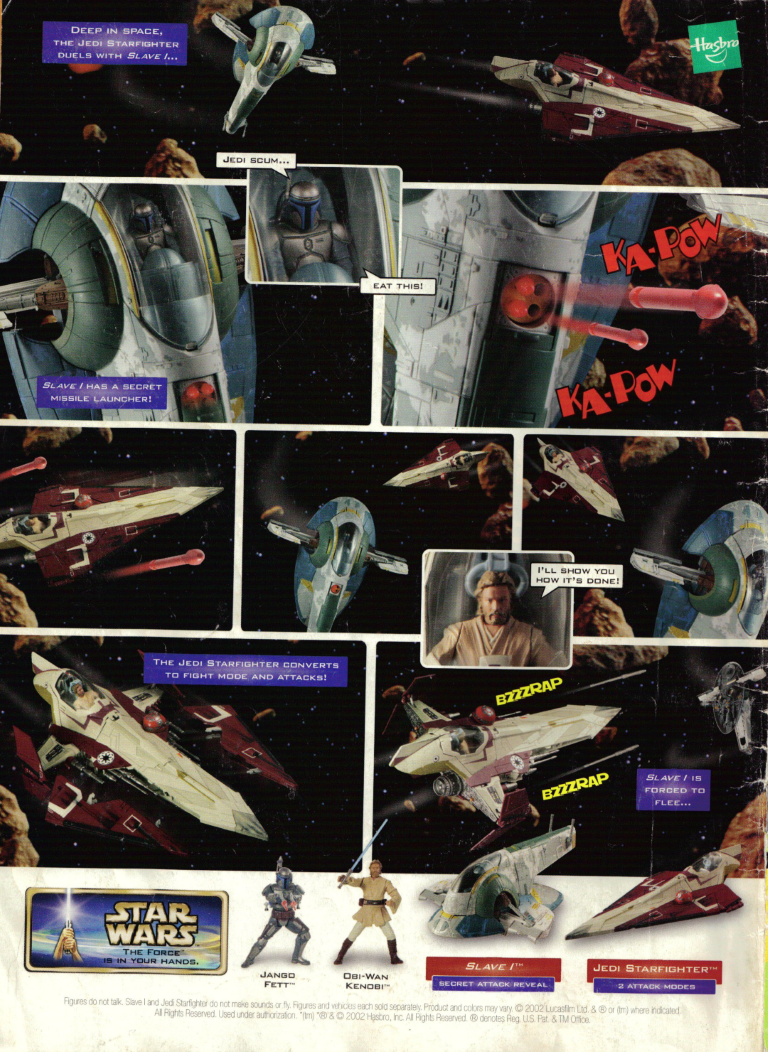 DEEP IN SPACE,
THE JEDI STARFIGHTER
DUELS WITH SLAVE I...
Hasbro
JEDI SCUM...
EAT THIS!
KA-POW
SLAVE I HAS A SECRET
MISSILE LAUNCHER!
KA-POW
I'LL SHOW YOU
HOW IT'S DONE!
THE JEDI STARFIGHTER CONVERTS
TO FIGHT MODE AND ATTACKS!
BZZZRAP
BZZZRAP
SLAVE I IS
FORCED TO
FLEE...
STAR
WARS
THE FORCE
IS IN YOUR HANDS.
JANGO
FETT™
OBI-WAN
KENOBI™
SLAVE I™
SECRET ATTACK REVEAL
JEDI STARFIGHTER™
2 ATTACK MODES
Figures do not talk. Slave I and Jedi Starfighter do not make sounds or fly. Figures and vehicles each sold separately. Product and colors may vary. © 2002 Lucasfilm Ltd. & ® or (tm) where indicated.
All Rights Reserved. Used under authorization. *(tm) *® & © 2002 Hasbro, Inc. All Rights Reserved. ® denotes Reg. U.S. Pat. & TM Office.